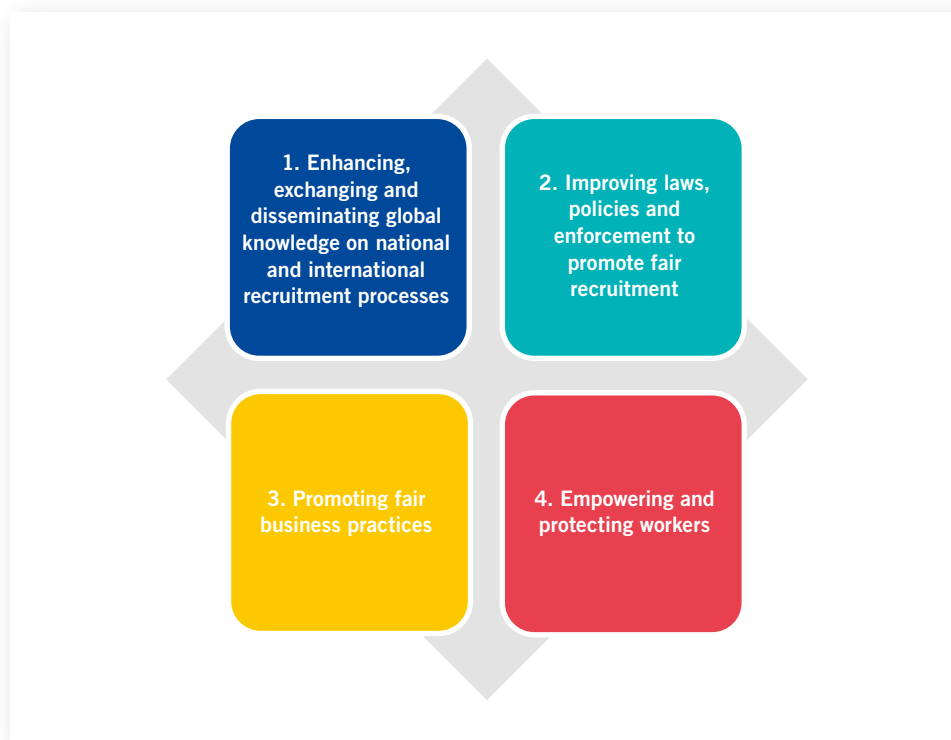 1. Enhancing,
exchanging and
disseminating global
knowledge on national
and international
recruitment processes
2. Improving laws,
policies and
enforcement to
promote fair
recruitment
3. Promoting fair
business practices
4. Empowering and
protecting workers